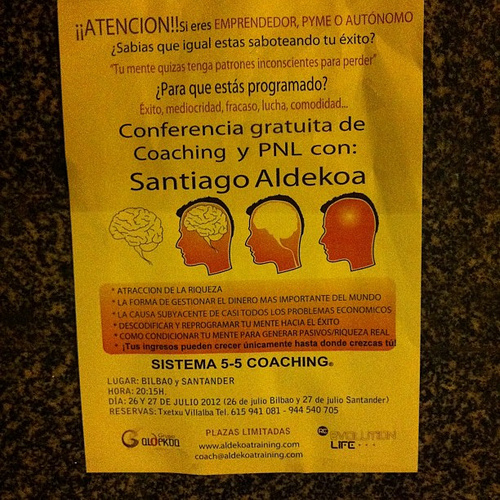 ¡¡ATENCION!!Si eres EMPRENDEDOR, PYME O AUTÓNOMO
¿Sabias que igual estas saboteando tu éxito?
"Tu mente quizas tenga patrones inconscientes para perder"
¿Para que estás programado?
Exito, mediocridad, fracaso, lucha, comodidad...
Conferencia gratuita de
Coaching y PNL con:
Santiago Aldekoa
* ATRACCION DE LA RIQUEZA
* LA FORMA DE GESTIONAR EL DINERO MAS IMPORTANTE DEL MUNDO
* LA CAUSA SUBYACENTE DE CASI TODOS LOS PROBLEMAS ECONOMICOS
* DESCODIFICAR Y REPROGRAMAR TU MENTE HACIA EL ÉXITO
* COMO CONDICIONAR TU MENTE PARA GENERAR PASIVOS/RIQUEZA REAL
* ¡Tus ingresos pueden crecer únicamente hasta donde crezcas tú!
SISTEMA 5-5 COACHING®
LUGAR: BILBAO y SANTANDER
HORA: 20:15H.
DÍA: 26 Y 27 DE JULIO 2012 (26 de julio Bilbao y 27 de julio Santander)
RESERVAS: Txetxu Villalba Tel. 615 941 081 - 944 540 705
aldekoa
PLAZAS LIMITADAS
www.aldekoatraining.com
coach@aldekoatraining.com
EVOLUTION
LIFE